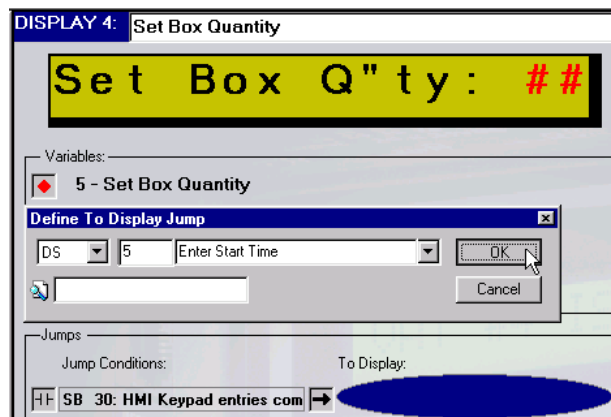 DISPLAY 4: Set Box Quantity
Set Box Q"ty: ##
Variables:
5 - Set Box Quantity
Define To Display Jump
DS 5 Enter Start Time OK
Cancel
Jumps
Jump Conditions: To Display:
SB 30: HMI Keypad entries com